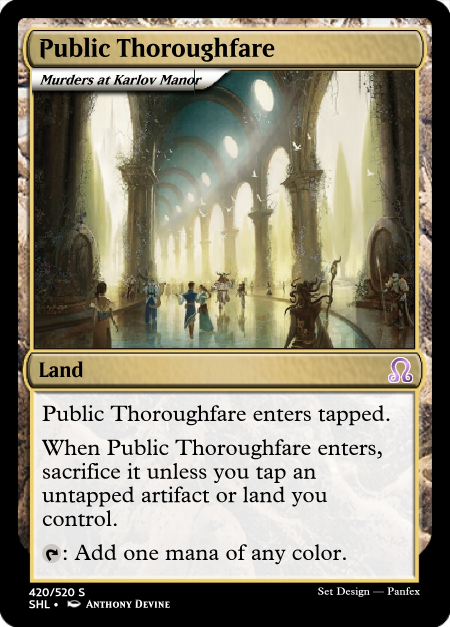 Public Thoroughfare
Murders at Karlov Manor
Land
Public Thoroughfare enters tapped.
When Public Thoroughfare enters,
sacrifice it unless you tap an
untapped artifact or land you
control.
: Add one mana of any color.
420/520 S
Set Design — Panfex
SHL • Anthony Devine